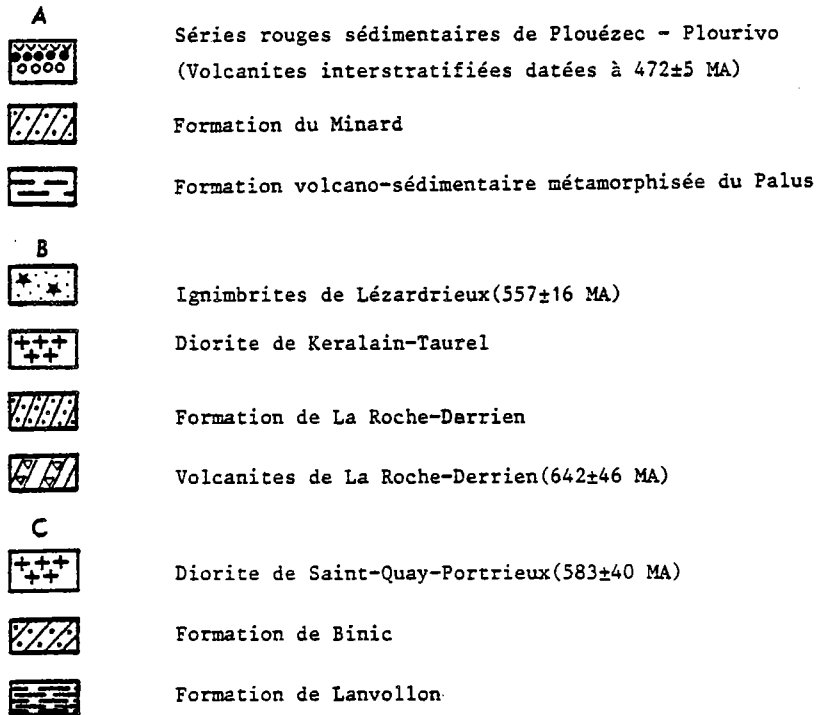 A
Séries rouges sédimentaires de Plouézec - Plourivo
(Volcanites interstratifiées datées à 472±5 MA)
Formation du Minard
Formation volcano-sédimentaire métamorphisée du Palus
B
Ignimbrites de Lézardrieux(557±16 MA)
Diorite de Keralain-Taurel
Formation de La Roche-Derrien
Volcanites de La Roche-Derrien(642±46 MA)
C
Diorite de Saint-Quay-Portrieux(583±40 MA)
Formation de Binic
Formation de Lanvollon